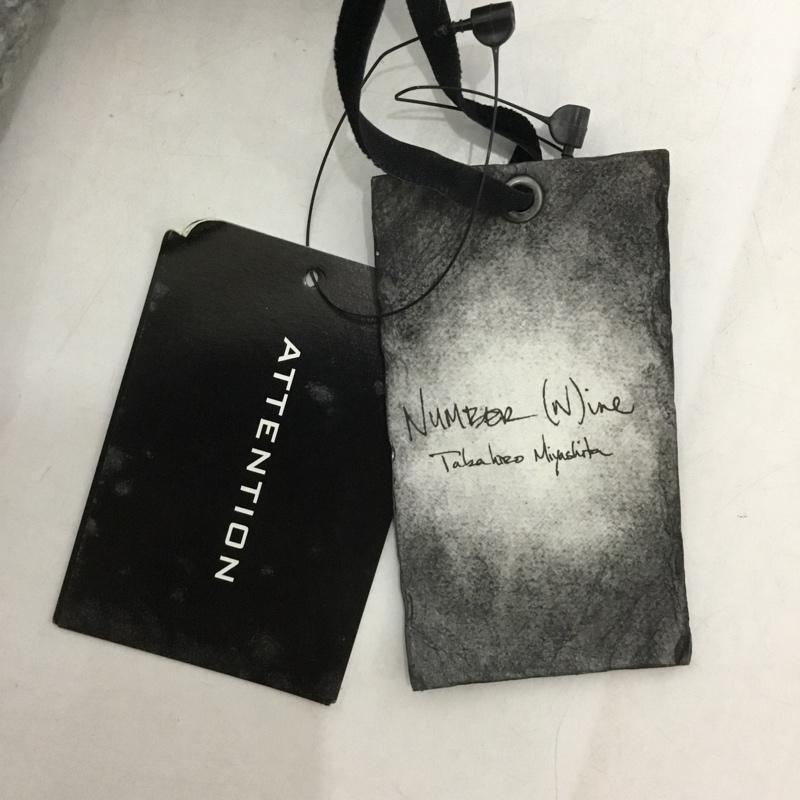 ATTENTION
NUMBER (N)ine
Takahiro Miyashita